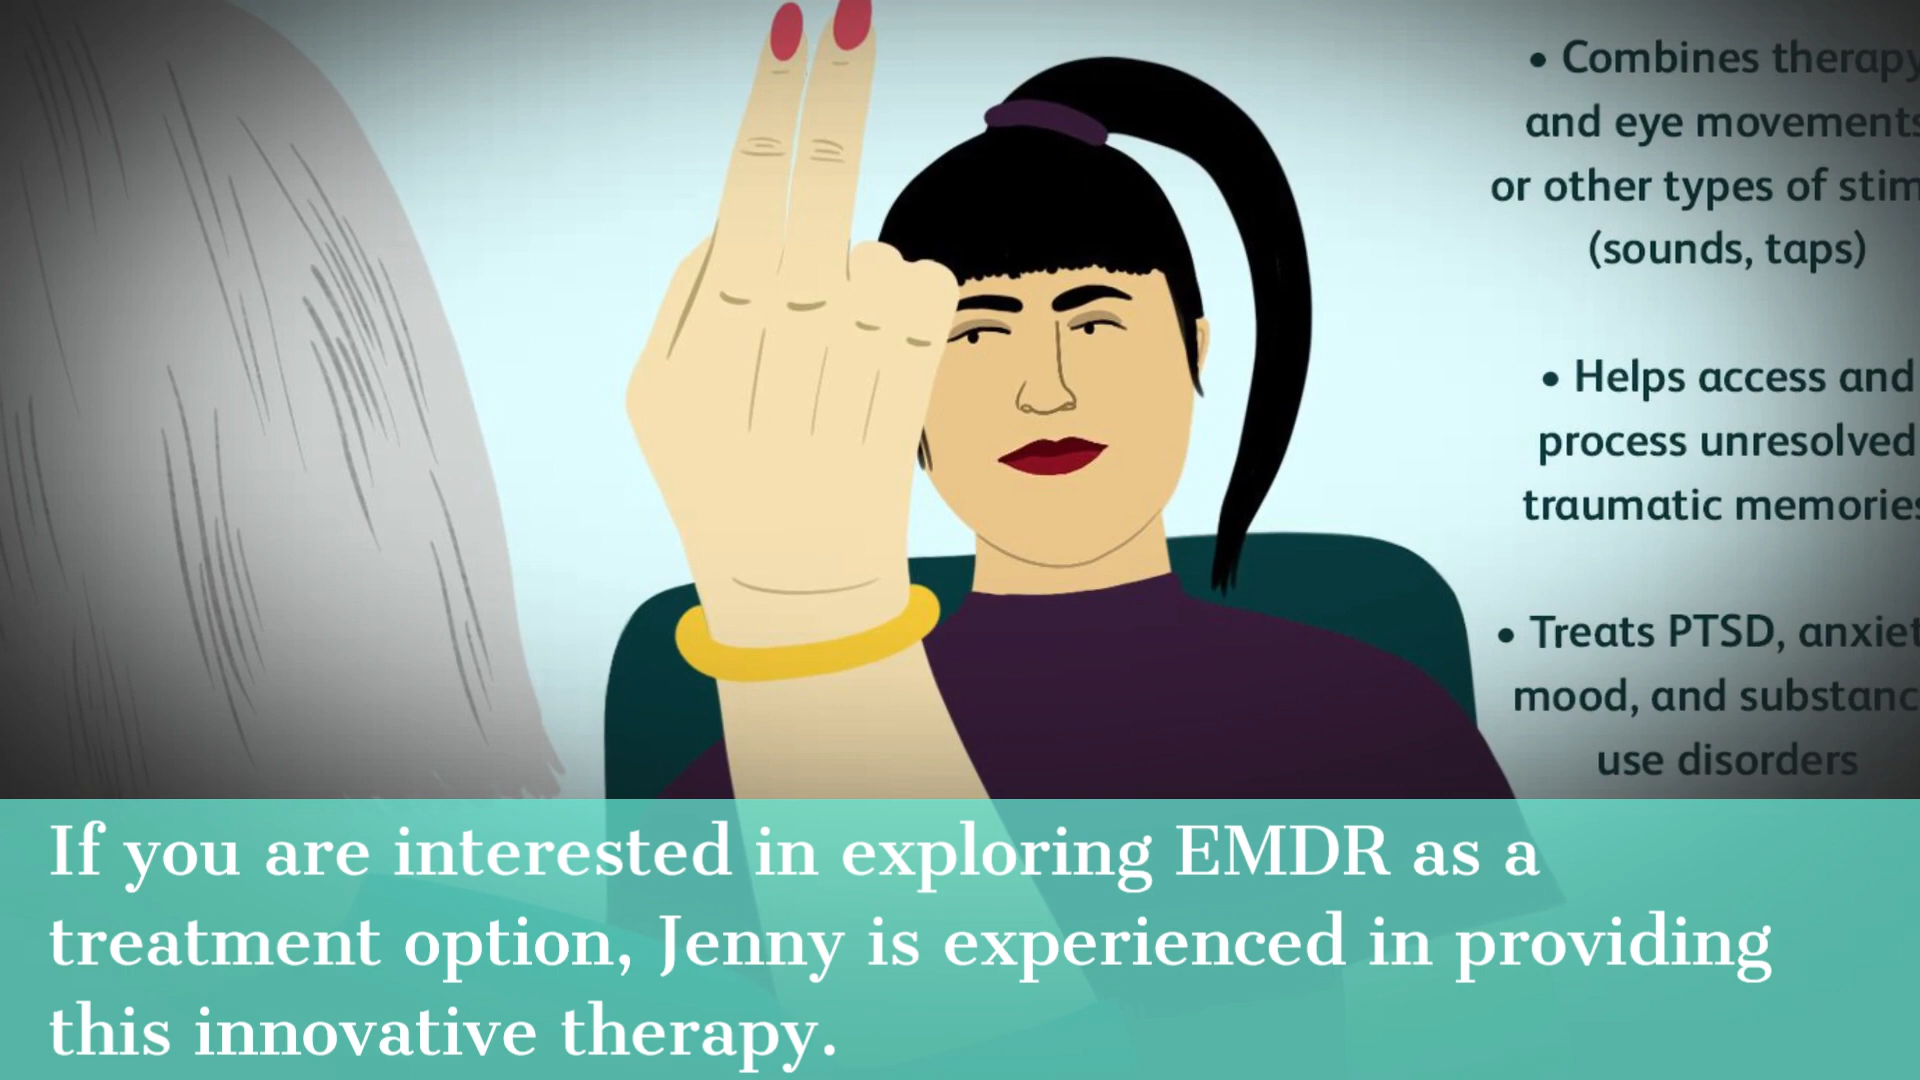 • Combines therapy
and eye movements
or other types of stim
(sounds, taps)
• Helps access and
process unresolved
traumatic memories
• Treats PTSD, anxiet
mood, and substanc
use disorders
If you are interested in exploring EMDR as a
treatment option, Jenny is experienced in providing
this innovative therapy.